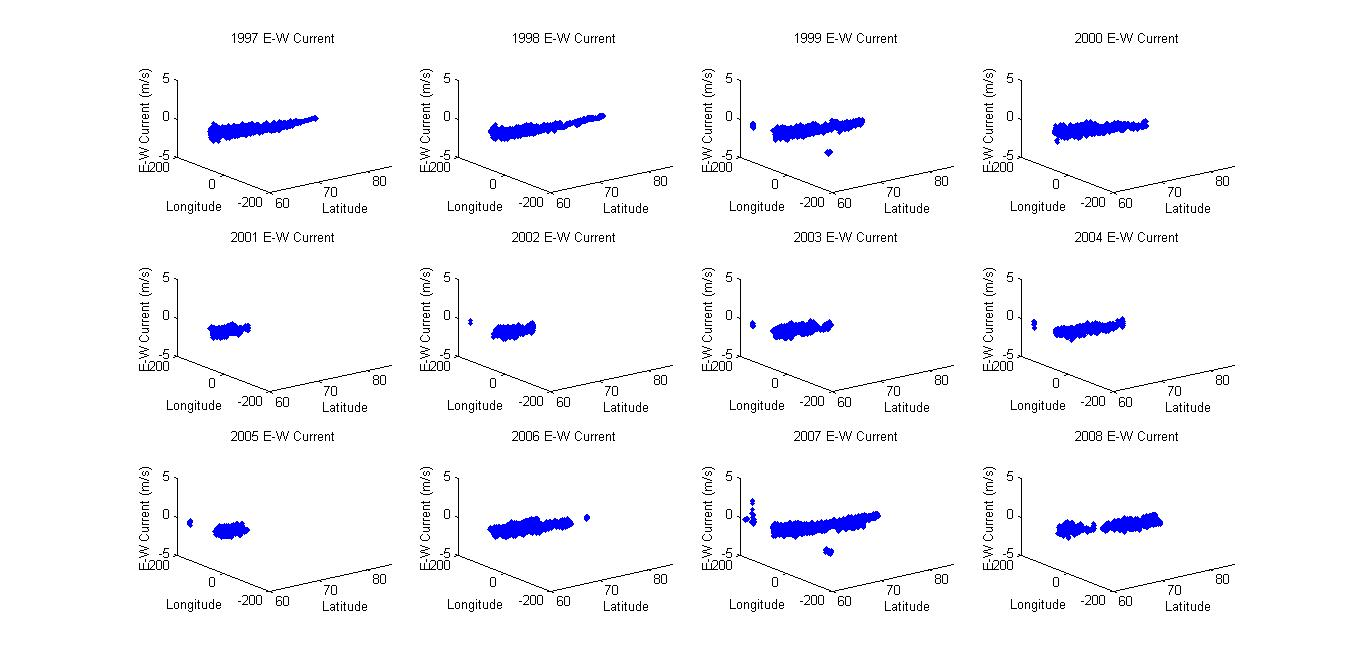 1997 E-W Current
1998 E-W Current
1999 E-W Current
2000 E-W Current
E-W Current (m/s)
5
0
-5
200
0
-200
Longitude
60
70
80
Latitude
E-W Current (m/s)
5
0
-5
200
0
-200
Longitude
60
70
80
Latitude
E-W Current (m/s)
5
0
-5
200
0
-200
Longitude
60
70
80
Latitude
E-W Current (m/s)
5
0
-5
200
0
-200
Longitude
60
70
80
Latitude
2001 E-W Current
2002 E-W Current
2003 E-W Current
2004 E-W Current
E-W Current (m/s)
5
0
-5
200
0
-200
Longitude
60
70
80
Latitude
E-W Current (m/s)
5
0
-5
200
0
-200
Longitude
60
70
80
Latitude
E-W Current (m/s)
5
0
-5
200
0
-200
Longitude
60
70
80
Latitude
E-W Current (m/s)
5
0
-5
200
0
-200
Longitude
60
70
80
Latitude
2005 E-W Current
2006 E-W Current
2007 E-W Current
2008 E-W Current
E-W Current (m/s)
5
0
-5
200
0
-200
Longitude
60
70
80
Latitude
E-W Current (m/s)
5
0
-5
200
0
-200
Longitude
60
70
80
Latitude
E-W Current (m/s)
5
0
-5
200
0
-200
Longitude
60
70
80
Latitude
E-W Current (m/s)
5
0
-5
200
0
-200
Longitude
60
70
80
Latitude